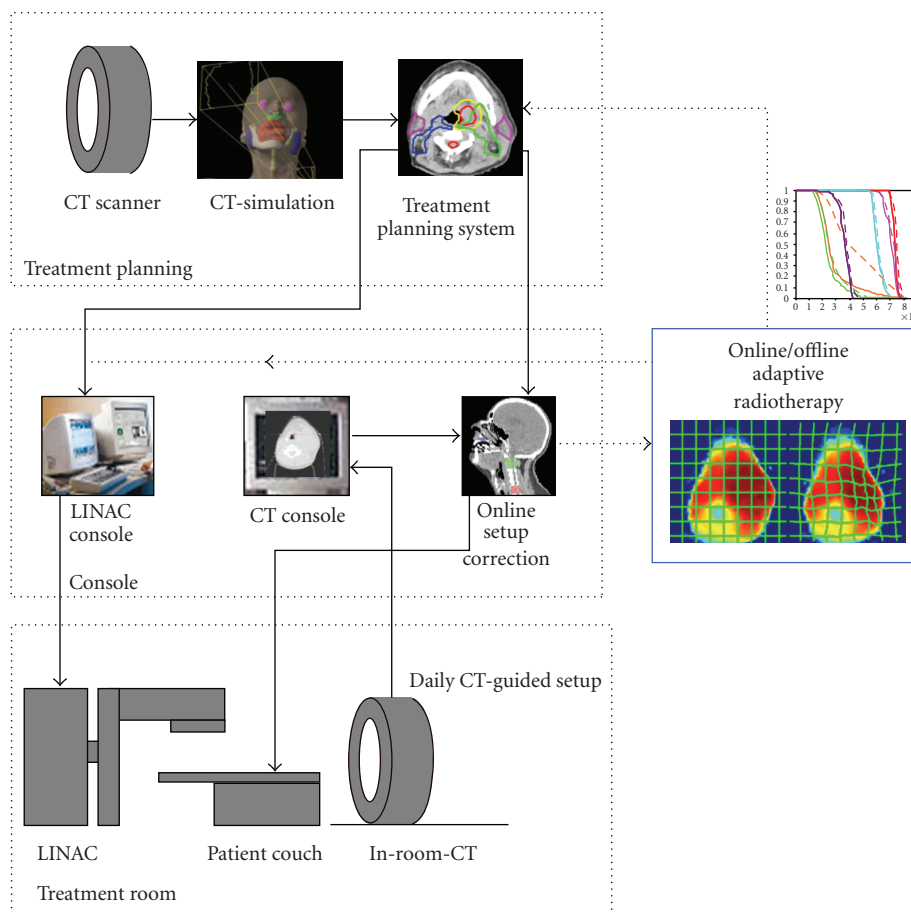 CT scanner
CT-simulation
Treatment
planning system
Treatment planning
1
0.9
0.8
0.7
0.6
0.5
0.4
0.3
0.2
0.1
0
0 1 2 3 4 5 6 7 8
Online/offline
adaptive
radiotherapy
LINAC
console
CT console
Online
setup
correction
Console
Daily CT-guided setup
LINAC
Patient couch
In-room-CT
Treatment room